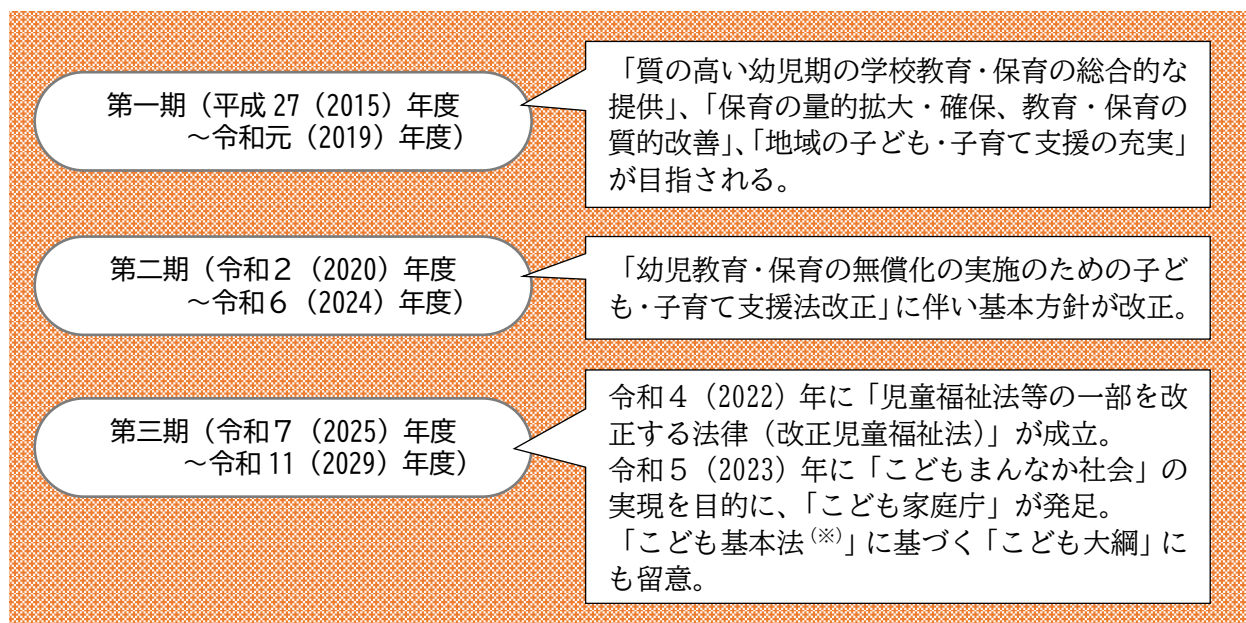 第一期（平成 27（2015）年度
～令和元（2019）年度）
「質の高い幼児期の学校教育・保育の総合的な
提供」、「保育の量的拡大・確保、教育・保育の
質的改善」、「地域の子ども・子育て支援の充実」
が目指される。
第二期（令和２（2020）年度
～令和６（2024）年度）
「幼児教育・保育の無償化の実施のための子ど
も・子育て支援法改正」に伴い基本方針が改正。
第三期（令和７（2025）年度
～令和 11（2029）年度）
令和４（2022）年に「児童福祉法等の一部を改
正する法律（改正児童福祉法）」が成立。
令和５（2023）年に「こどもまんなか社会」の
実現を目的に、「こども家庭庁」が発足。
「こども基本法（※）」に基づく「こども大綱」に
も留意。